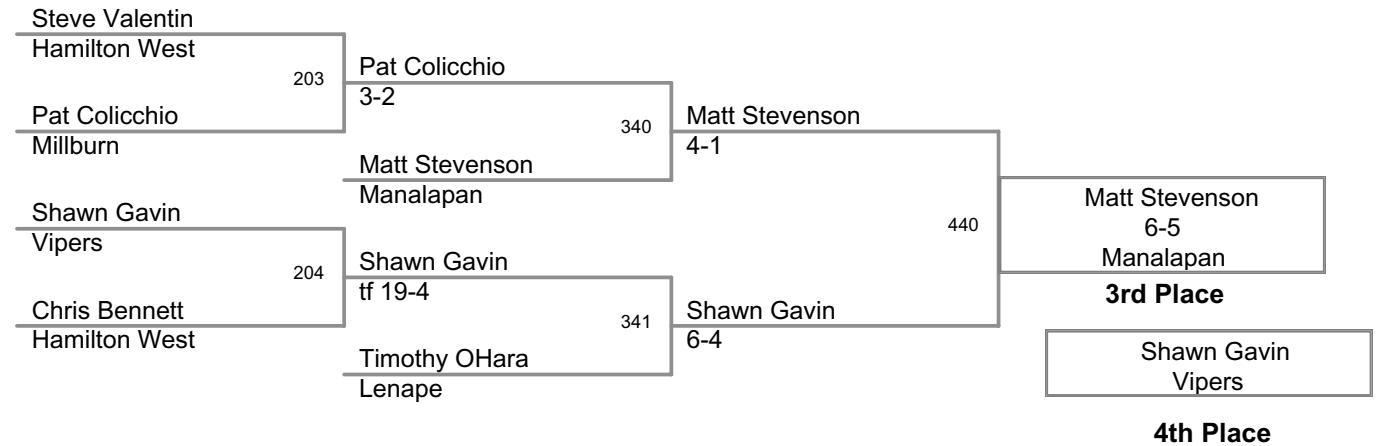 Steve Valentin
Hamilton West
203
Pat Colicchio
3-2
Pat Colicchio
Millburn
340
Matt Stevenson
4-1
Matt Stevenson
Manalapan
Shawn Gavin
Vipers
204
Shawn Gavin
tf 19-4
Chris Bennett
Hamilton West
341
Shawn Gavin
6-4
Timothy OHara
Lenape
440
Matt Stevenson
6-5
Manalapan
3rd Place
Shawn Gavin
Vipers
4th Place